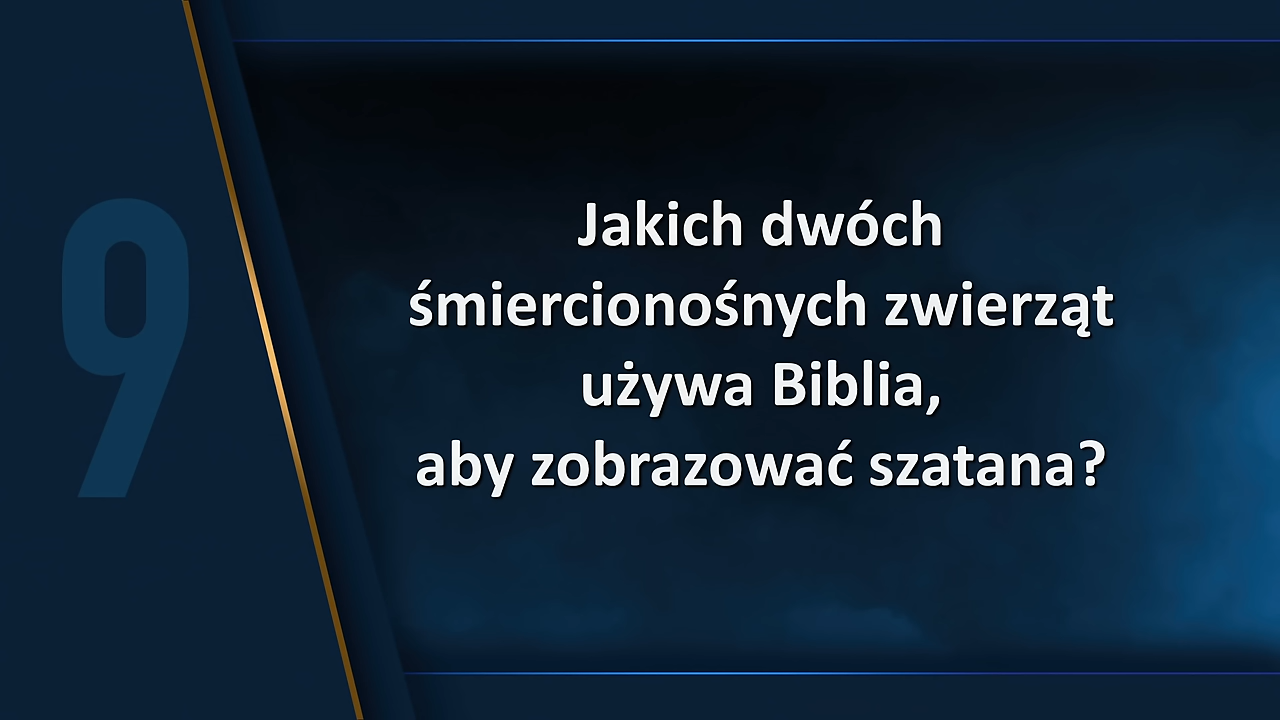 9
Jakich dwóch
śmiercionośnych zwierząt
używa Biblia,
aby zobrazować szatana?